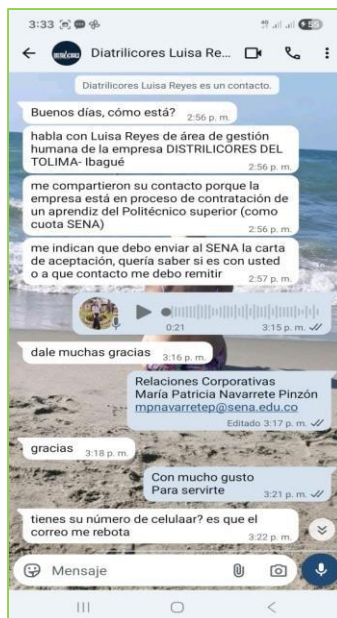 3:33
Diatrilicores Luisa Re...
Diatrilicores Luisa Reyes es un contacto.
Buenos días, cómo está?
2:56 p. m.
habla con Luisa Reyes de área de gestión
humana de la empresa DISTRILICORES DEL
TOLIMA- Ibagué
2:56 p. m.
me compartieron su contacto porque la
empresa está en proceso de contratación de
un aprendiz del Politécnico superior (como
cuota SENA)
2:56 p. m.
me indican que debo enviar al SENA la carta
de aceptación, quería saber si es con usted
o a que contacto me debo remitir
2:57 p. m.
0:21
3:15 p. m.
dale muchas gracias
3:16 p. m.
Relaciones Corporativas
María Patricia Navarrete Pinzón
mpnavarretep@sena.edu.co
Editado 3:17 p. m.
gracias
3:18 p. m.
Con mucho gusto
Para servirte
3:21 p. m.
tienes su número de celulaar? es que el
correo me rebota
3:22 p. m.
Mensaje